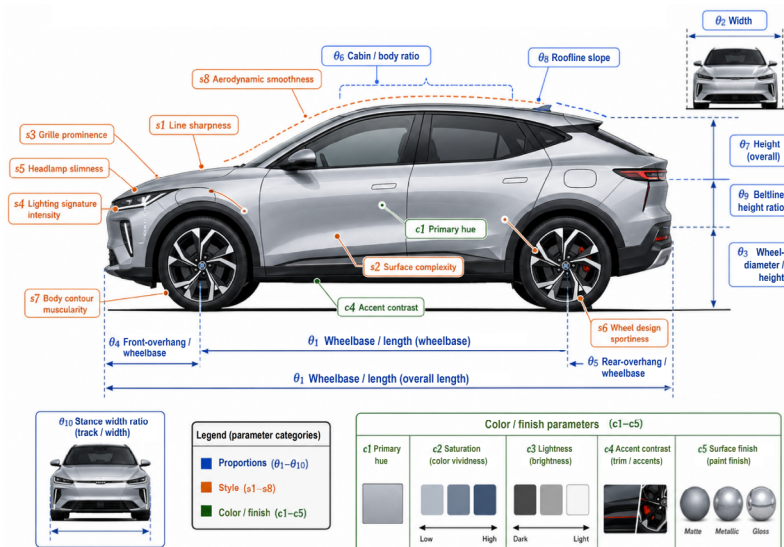 θ2 Width
θ6 Cabin / body ratio
θ8 Roofline slope
s8 Aerodynamic smoothness
s3 Grille prominence
s1 Line sharpness
θ7 Height
(overall)
s5 Headlamp slimness
s4 Lighting signature
intensity
θ9 Beltline
height ratio
c1 Primary hue
s2 Surface complexity
θ3 Wheel-
diameter /
height
s7 Body contour
muscularity
c4 Accent contrast
s6 Wheel design
sportiness
θ4 Front-overhang /
wheelbase
θ1 Wheelbase / length (wheelbase)
θ5 Rear-overhang /
wheelbase
θ1 Wheelbase / length (overall length)
θ10 Stance width ratio
(track / width)
Legend (parameter categories)
Proportions (θ1–θ10)
Style (s1–s8)
Color / finish (c1–c5)
Color / finish parameters (c1–c5)
c1 Primary
hue
c2 Saturation
(color vividness)
Low High
c3 Lightness
(brightness)
Dark Light
c4 Accent contrast
(trim / accents)
c5 Surface finish
(paint finish)
Matte Metallic Gloss